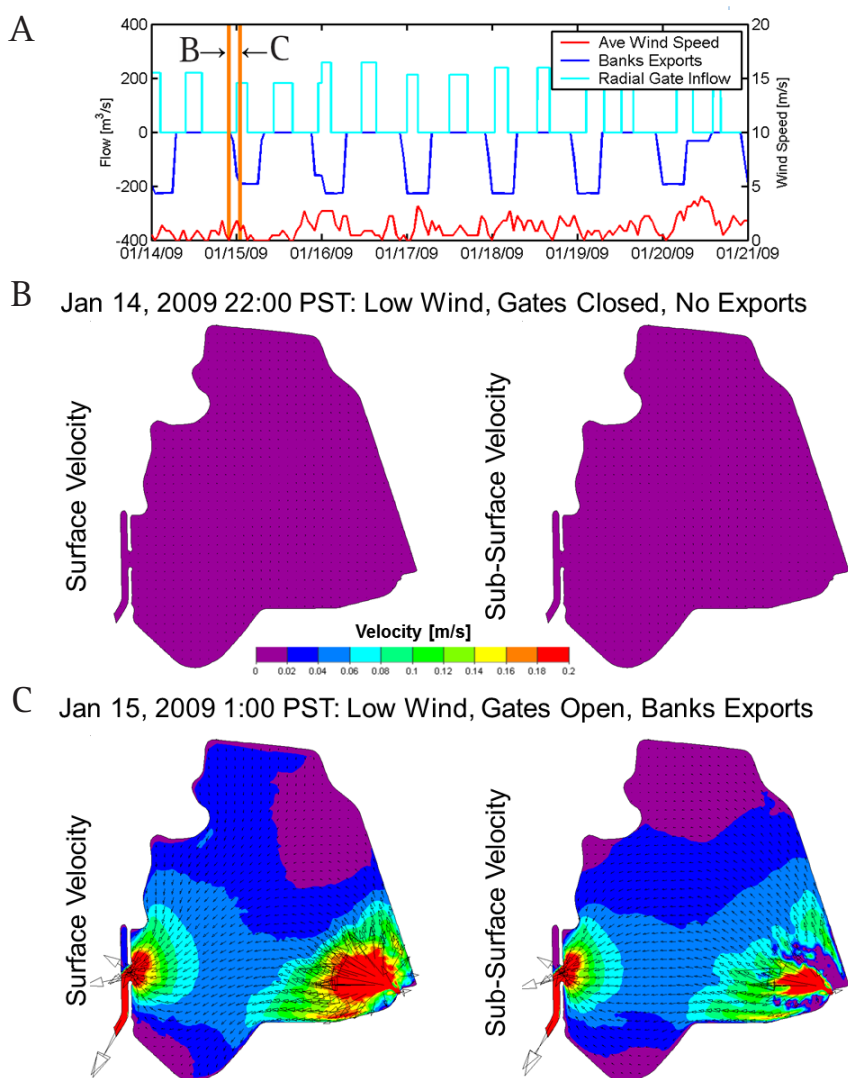 A
B→ ←C
Ave Wind Speed
Banks Exports
Radial Gate Inflow
Flow [m³/s]
400
200
0
-200
-400
Wind Speed [m/s]
20
15
10
5
0
01/14/09 01/15/09 01/16/09 01/17/09 01/18/09 01/19/09 01/20/09 01/21/09
B
Jan 14, 2009 22:00 PST: Low Wind, Gates Closed, No Exports
Surface Velocity
Sub-Surface Velocity
Velocity [m/s]
0 0.02 0.04 0.06 0.08 0.1 0.12 0.14 0.16 0.18 0.2
C
Jan 15, 2009 1:00 PST: Low Wind, Gates Open, Banks Exports
Surface Velocity
Sub-Surface Velocity